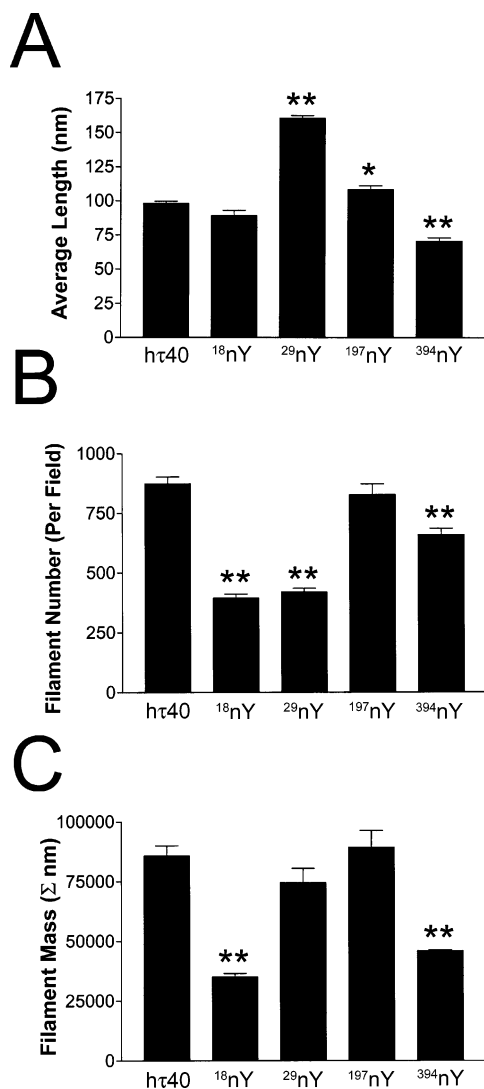 A
Average Length (nm)
175
150
125
100
75
50
25
0
**
*
**
hτ40 ¹⁸nY ²⁹nY ¹⁹⁷nY ³⁹⁴nY
B
Filament Number (Per Field)
1000
750
500
250
0
** ** **
hτ40 ¹⁸nY ²⁹nY ¹⁹⁷nY ³⁹⁴nY
C
Filament Mass (Σ nm)
100000
75000
50000
25000
0
** **
hτ40 ¹⁸nY ²⁹nY ¹⁹⁷nY ³⁹⁴nY